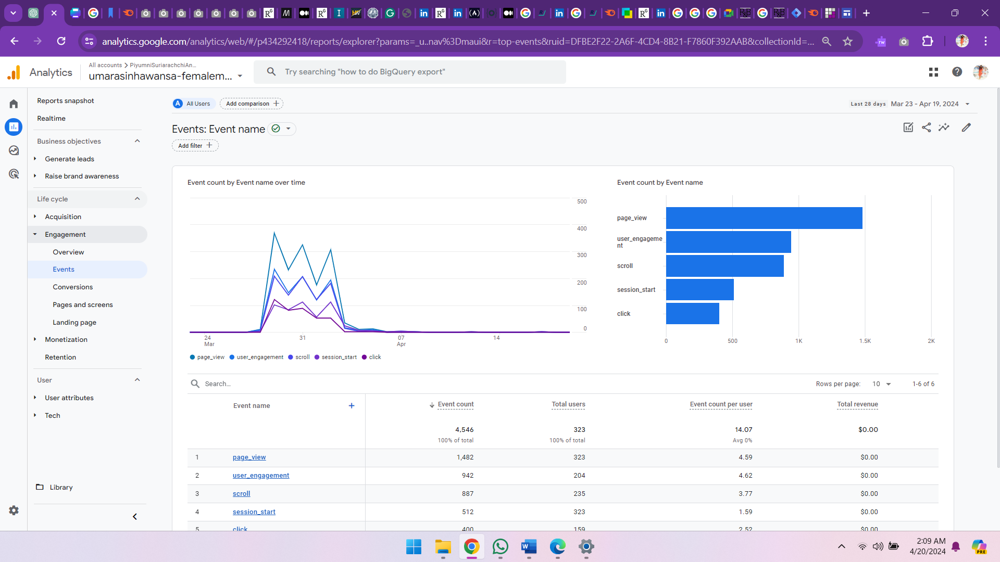 analytics.google.com/analytics/web/#/p434292418/reports/explorer?params=_u..nav%3Dmaui&r=top-events&ruid=DFBE2F22-2A6F-4CD4-8B21-F7860F392AAB&collectionId=...
Analytics
All accounts > PiyumniSuriarachchiAn...
umarasinhawansa-femalem...
Try searching "how to do BigQuery export"
Reports snapshot
Realtime
Business objectives
Generate leads
Raise brand awareness
Life cycle
Acquisition
Engagement
Overview
Events
Conversions
Pages and screens
Landing page
Monetization
Retention
User
User attributes
Tech
Library
A All Users
Add comparison +
Last 28 days Mar 23 - Apr 19, 2024
Events: Event name
Add filter +
Event count by Event name over time
500
400
300
200
100
0
24 31 07 14
Mar Apr
page_view user_engagement scroll session_start click
Event count by Event name
page_view
user_engageme
nt
scroll
session_start
click
0 500 1K 1.5K 2K
Search...
Rows per page: 10 1-6 of 6
Event name + Event count Total users Event count per user Total revenue
4,546 323 14.07 $0.00
100% of total 100% of total Avg 0%
1 page_view 1,482 323 4.59 $0.00
2 user_engagement 942 204 4.62 $0.00
3 scroll 887 235 3.77 $0.00
4 session_start 512 323 1.59 $0.00
5 click 400 159 2.52 $0.00
2:09 AM
4/20/2024
PRE